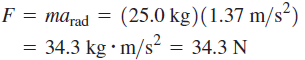 F = ma_rad = (25.0 kg)(1.37 m/s²)
= 34.3 kg · m/s² = 34.3 N